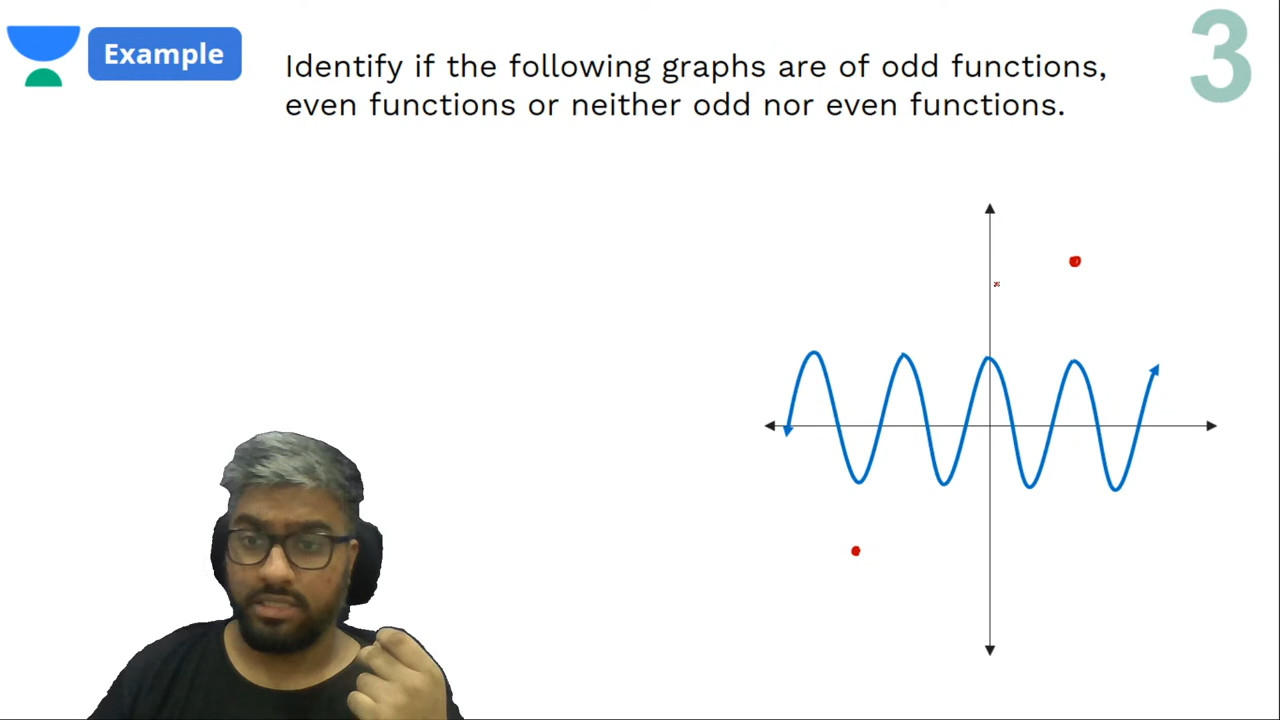 Example
Identify if the following graphs are of odd functions,
even functions or neither odd nor even functions.
3